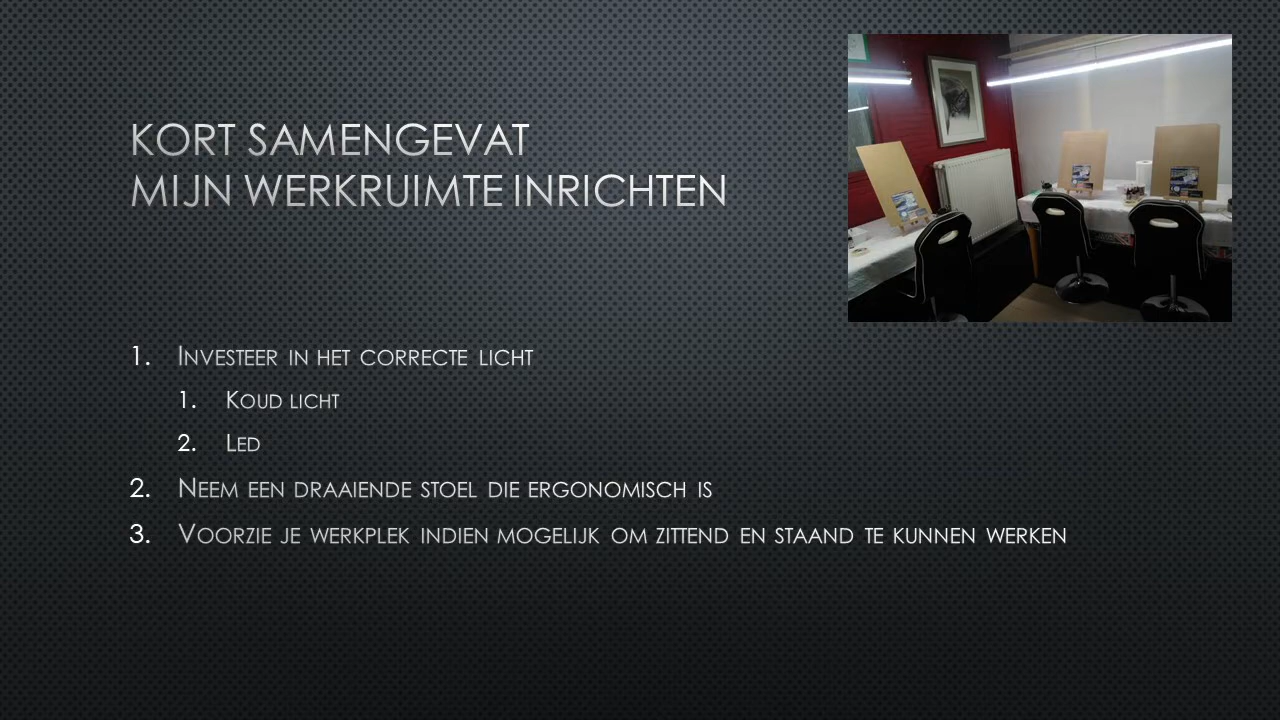 KORT SAMENGEVAT
MIJN WERKRUIMTE INRICHTEN
1. INVESTEER IN HET CORRECTE LICHT
1. KOUD LICHT
2. LED
2. NEEM EEN DRAAIENDE STOEL DIE ERGONOMISCH IS
3. VOORZIE JE WERKPLEK INDIEN MOGELIJK OM ZITTEND EN STAAND TE KUNNEN WERKEN